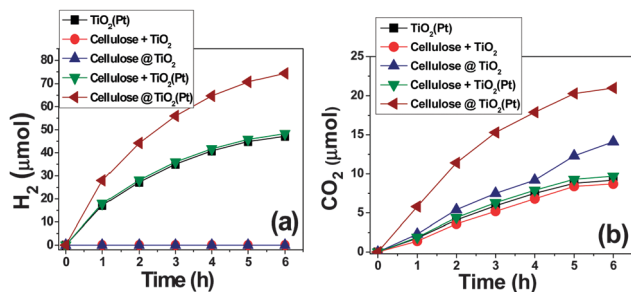 TiO2(Pt)
Cellulose + TiO2
Cellulose @ TiO2
Cellulose + TiO2(Pt)
Cellulose @ TiO2(Pt)
80
70
60
50
40
30
20
10
0
H2 (μmol)
0 1 2 3 4 5 6
Time (h)
(a)
TiO2(Pt)
Cellulose + TiO2
Cellulose @ TiO2
Cellulose + TiO2(Pt)
Cellulose @ TiO2(Pt)
25
20
15
10
5
0
CO2 (μmol)
0 1 2 3 4 5 6
Time (h)
(b)